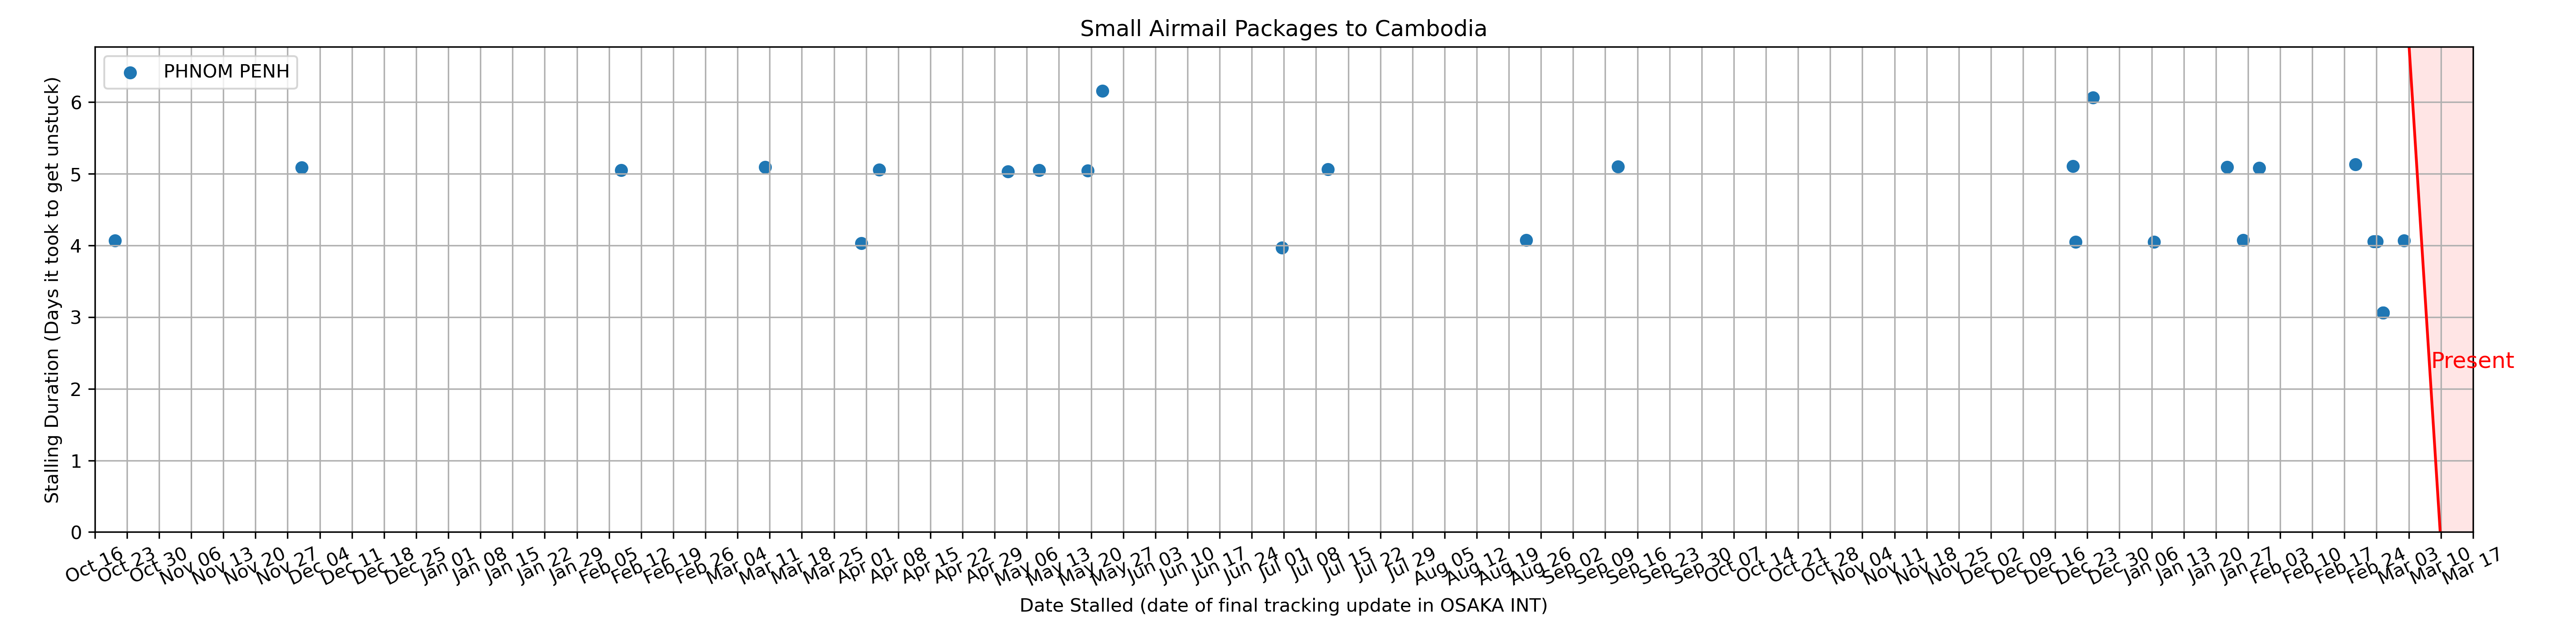 Small Airmail Packages to Cambodia
PHNOM PENH
Stalling Duration (Days it took to get unstuck)
6
5
4
3
2
1
0
Present
Oct 16 Oct 23 Oct 30 Nov 06 Nov 13 Nov 20 Nov 27 Dec 04 Dec 11 Dec 18 Dec 25 Jan 01 Jan 08 Jan 15 Jan 22 Jan 29 Feb 05 Feb 12 Feb 19 Feb 26 Mar 04 Mar 11 Mar 18 Mar 25 Apr 01 Apr 08 Apr 15 Apr 22 Apr 29 May 06 May 13 May 20 May 27 Jun 03 Jun 10 Jun 17 Jun 24 Jul 01 Jul 08 Jul 15 Jul 22 Jul 29 Aug 05 Aug 12 Aug 19 Aug 26 Sep 02 Sep 09 Sep 16 Sep 23 Sep 30 Oct 07 Oct 14 Oct 21 Oct 28 Nov 04 Nov 11 Nov 18 Nov 25 Dec 02 Dec 09 Dec 16 Dec 23 Dec 30 Jan 06 Jan 13 Jan 20 Jan 27 Feb 03 Feb 10 Feb 17 Feb 24 Mar 03 Mar 10 Mar 17
Date Stalled (date of final tracking update in OSAKA INT)